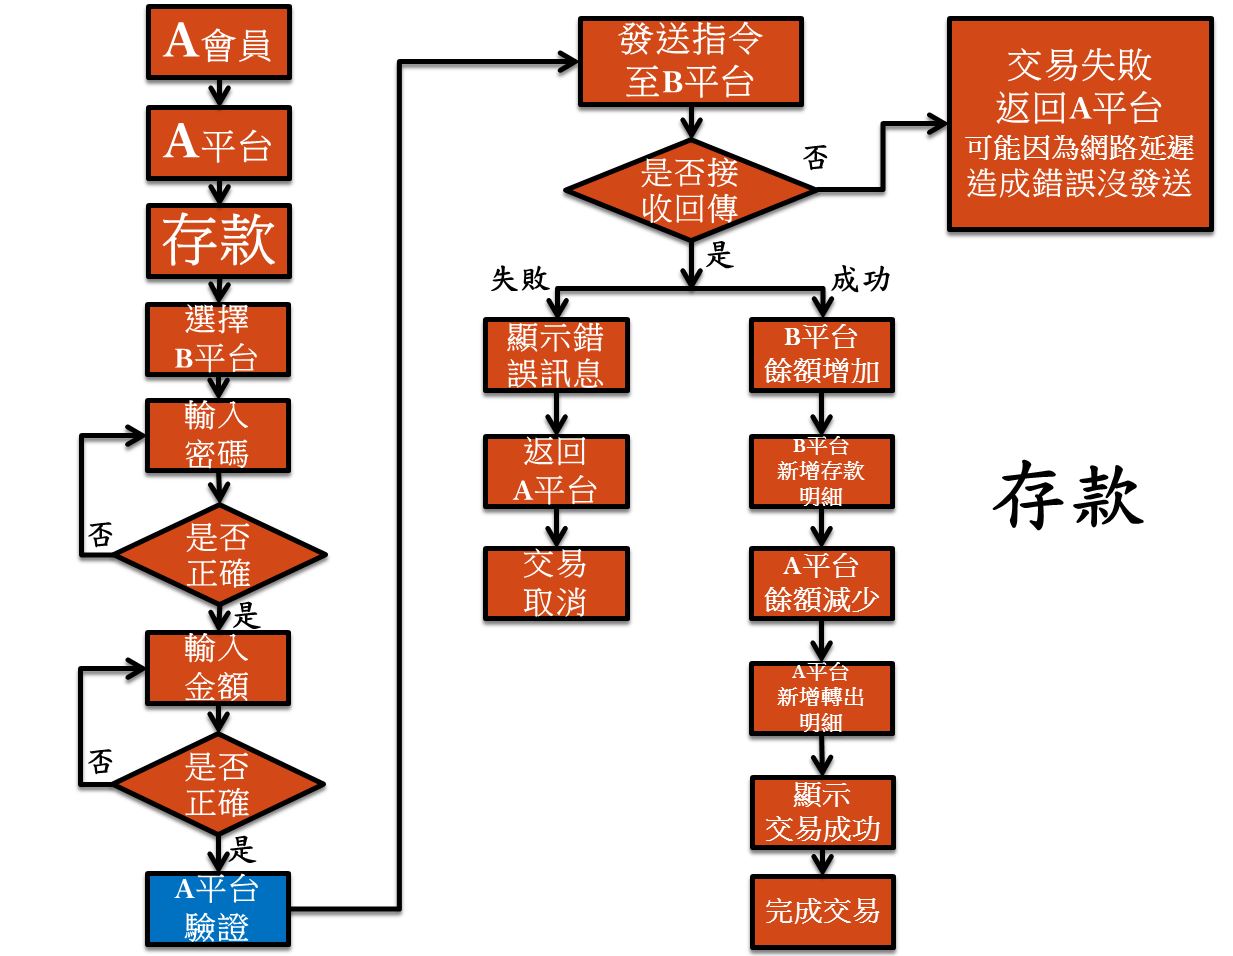 A會員
A平台
存款
選擇
B平台
輸入
密碼
是否
正確
否
是
輸入
金額
是否
正確
否
是
A平台
驗證
發送指令
至B平台
是否接
收回傳
否
是
交易失敗
返回A平台
可能因為網路延遲
造成錯誤沒發送
失敗
成功
顯示錯
誤訊息
返回
A平台
交易
取消
B平台
餘額增加
B平台
新增存款
明細
A平台
餘額減少
A平台
新增轉出
明細
顯示
交易成功
完成交易
存款